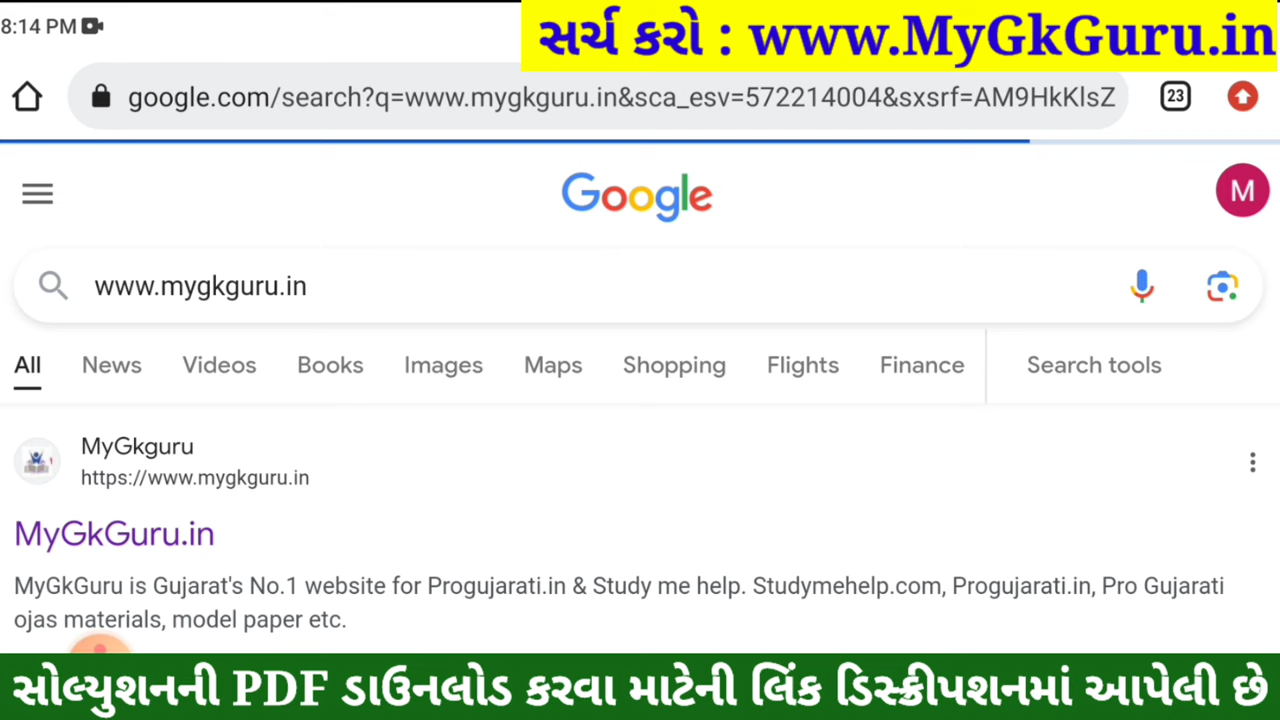 8:14 PM
સર્ચ કરો : www.MyGkGuru.in
google.com/search?q=www.mygkguru.in&sca_esv=572214004&sxsrf=AM9HkKlsZ
23
Google
M
www.mygkguru.in
All News Videos Books Images Maps Shopping Flights Finance Search tools
MyGkguru
https://www.mygkguru.in
MyGkGuru.in
MyGkGuru is Gujarat's No.1 website for Progujarati.in & Study me help. Studymehelp.com, Progujarati.in, Pro Gujarati
ojas materials, model paper etc.
સોલ્યુશનની PDF ડાઉનલોડ કરવા માટેની લિંક ડિસ્ક્રીપશનમાં આપેલી છે